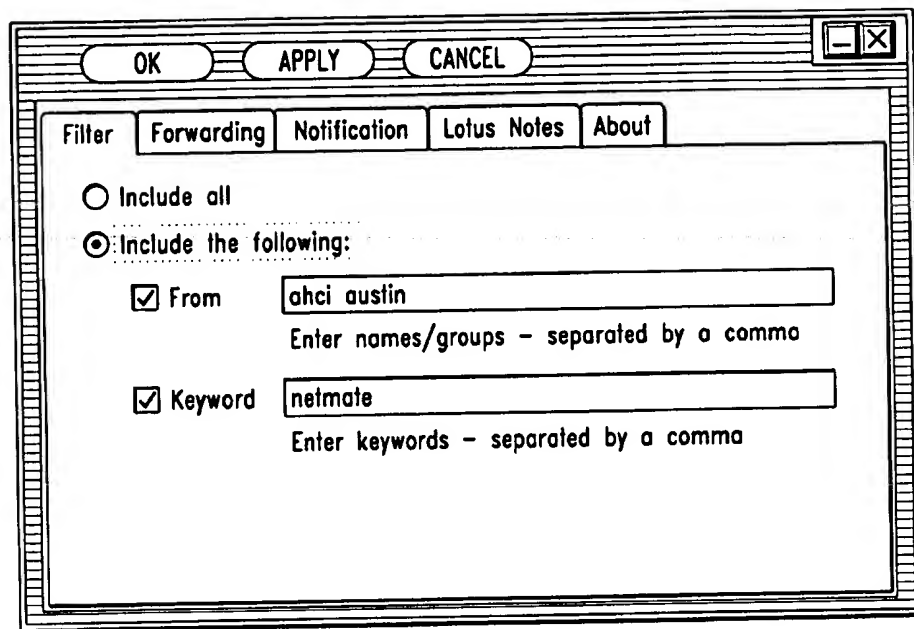 OK APPLY CANCEL
Filter Forwarding Notification Lotus Notes About
Include all
Include the following:
From ahci austin
Enter names/groups – separated by a comma
Keyword netmate
Enter keywords – separated by a comma